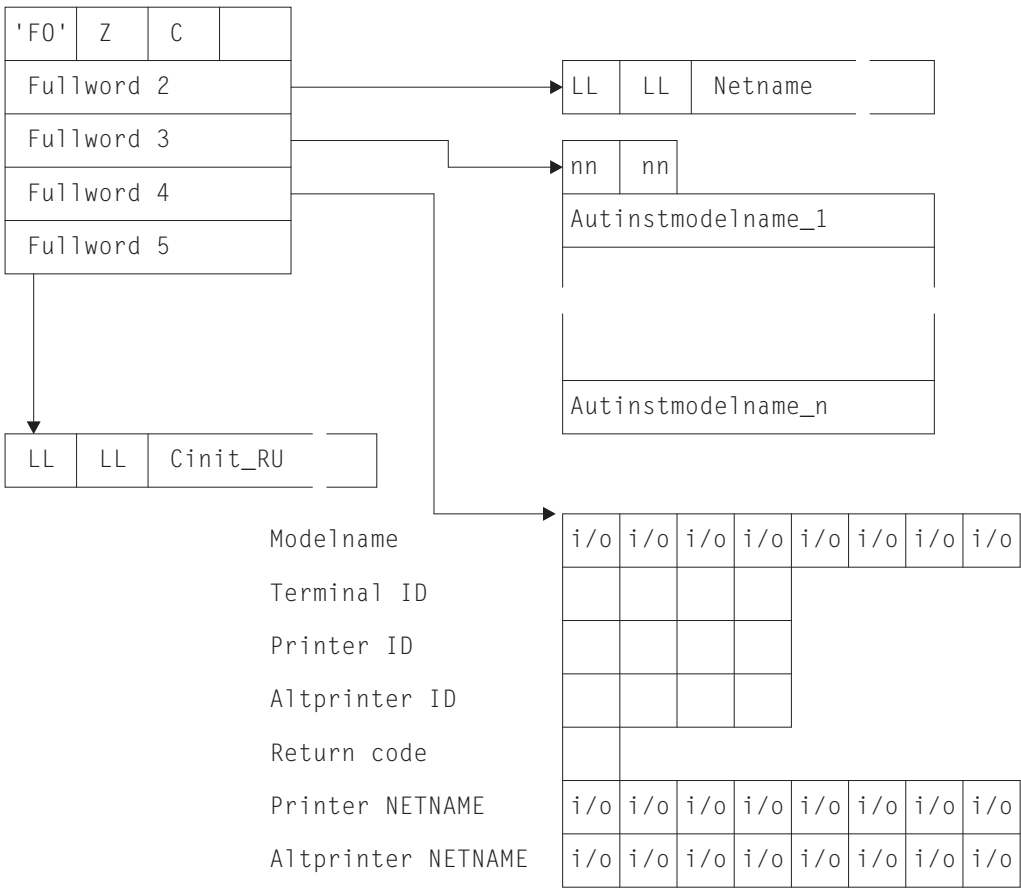 'F0' Z C
Fullword 2
LL LL Netname
Fullword 3
nn nn
Fullword 4
Autinstmodelname_1
Fullword 5
Autinstmodelname_n
LL LL Cinit_RU
Modelname i/o i/o i/o i/o i/o i/o i/o i/o
Terminal ID
Printer ID
Altprinter ID
Return code
Printer NETNAME i/o i/o i/o i/o i/o i/o i/o i/o
Altprinter NETNAME i/o i/o i/o i/o i/o i/o i/o i/o